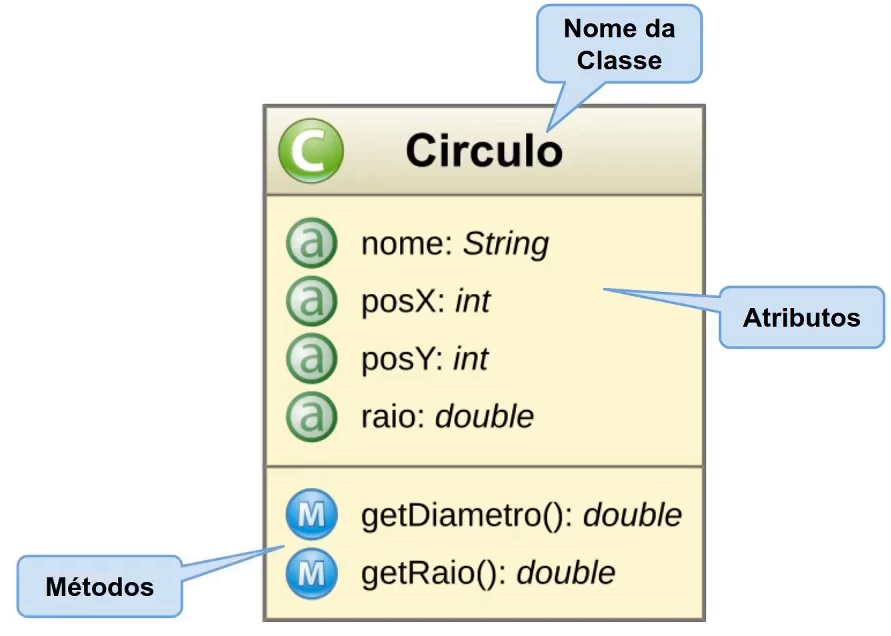 Nome da
Classe
C Circulo
a nome: String
a posX: int
a posY: int
a raio: double
Atributos
M getDiametro(): double
M getRaio(): double
Métodos